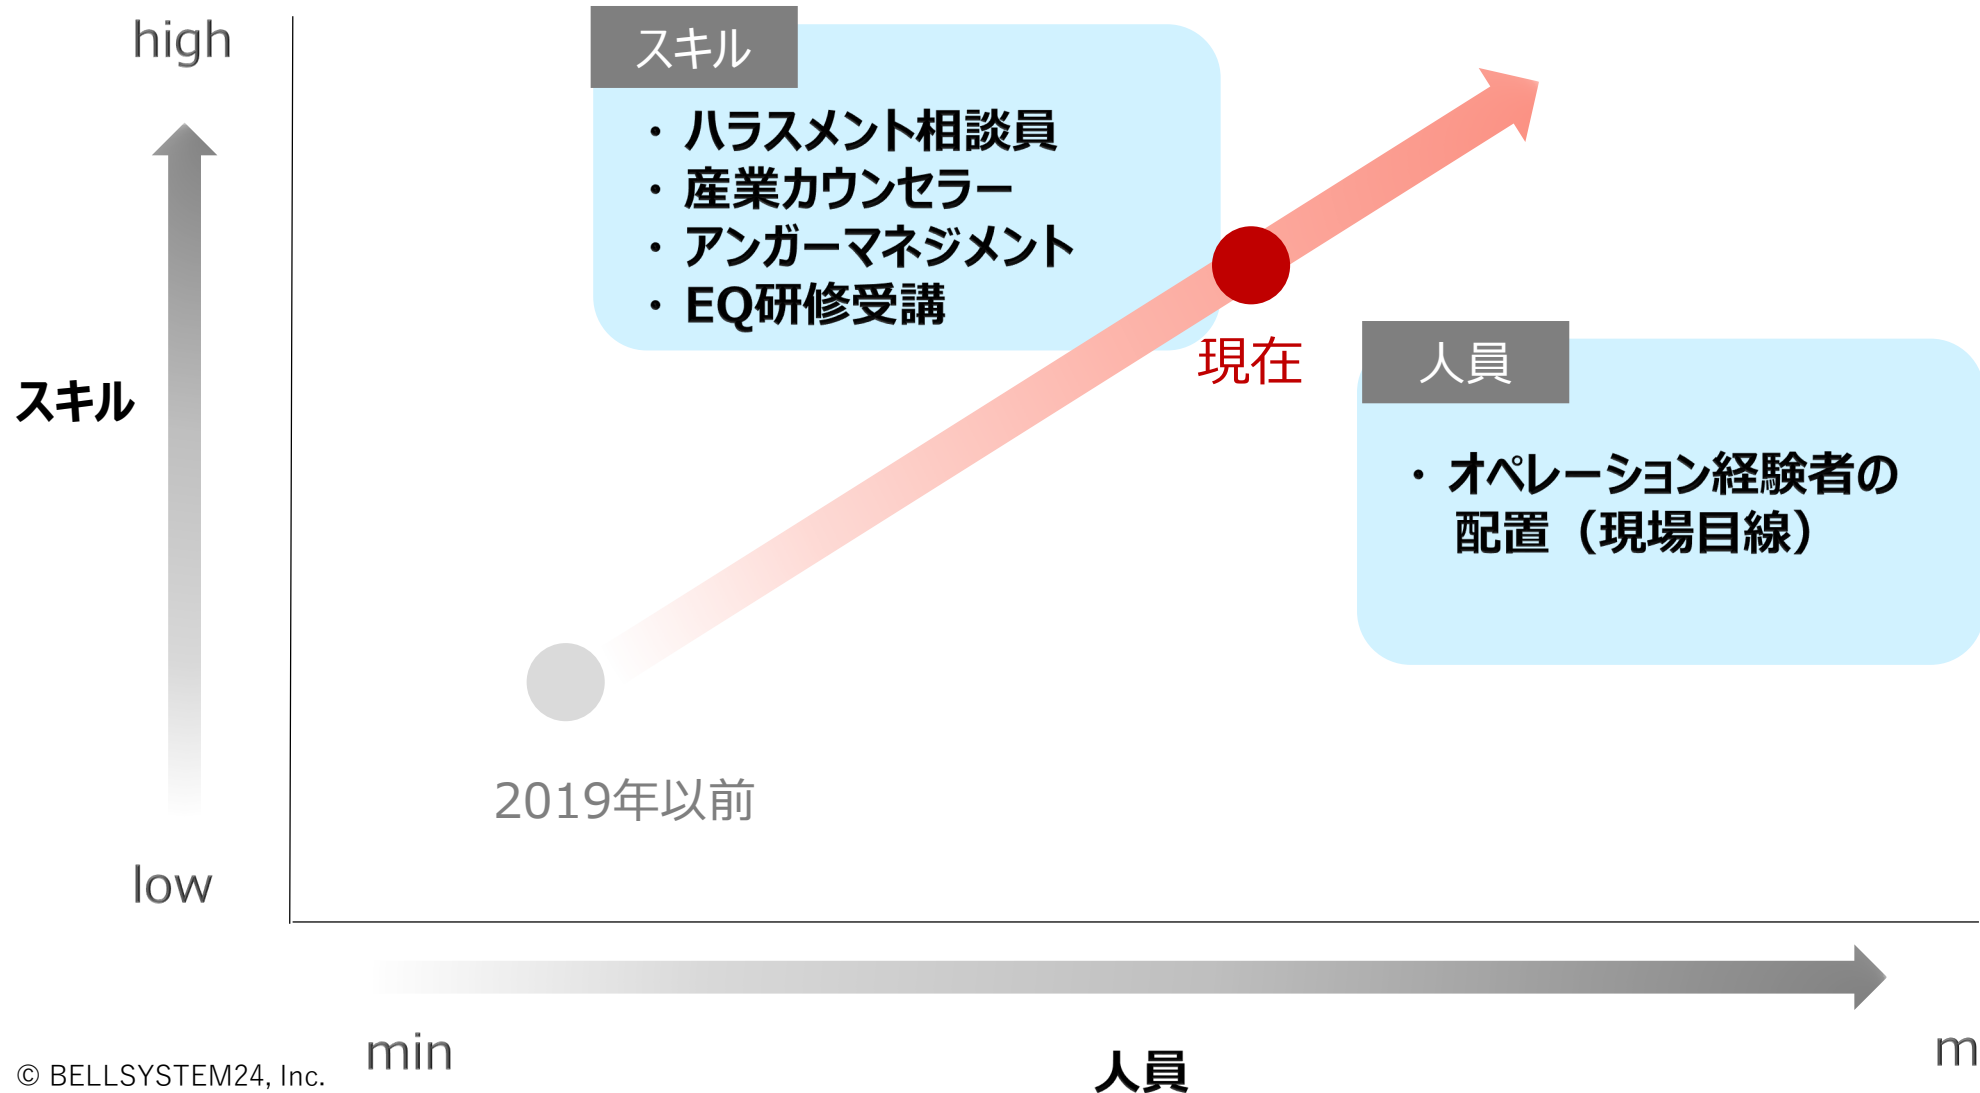 high
スキル
・ ハラスメント相談員
・ 産業カウンセラー
・ アンガーマネジメント
・ EQ研修受講
現在
人員
・ オペレーション経験者の
配置（現場目線）
スキル
2019年以前
low
min
m
人員
© BELLSYSTEM24, Inc.